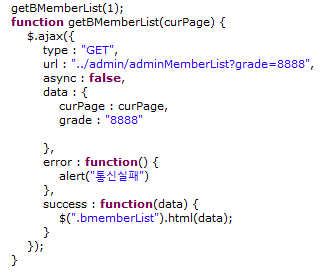 getBMemberList(1);
function getBMemberList(curPage) {
    $.ajax({
        type : "GET",
        url : "../admin/adminMemberList?grade=8888",
        async : false,
        data : {
            curPage : curPage,
            grade : "8888"

        },
        error : function() {
            alert("통신실패")
        },
        success : function(data) {
            $(".bmemberList").html(data);
        }
    });
}